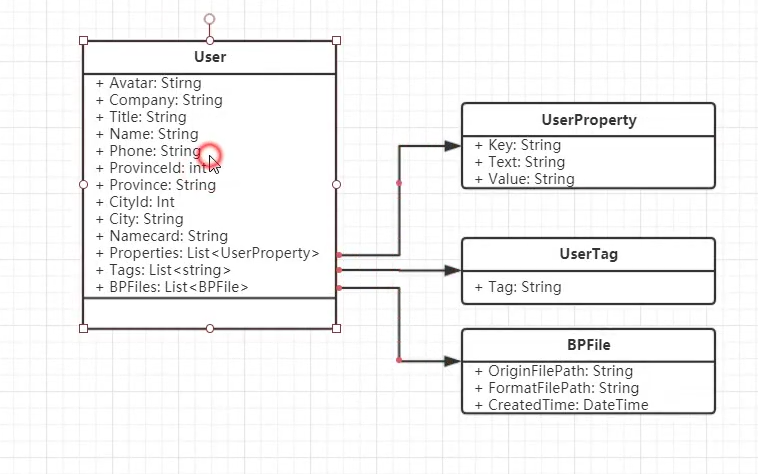 User
+ Avatar: Stirng
+ Company: String
+ Title: String
+ Name: String
+ Phone: String
+ ProvinceId: int
+ Province: String
+ CityId: Int
+ City: String
+ Namecard: String
+ Properties: List<UserProperty>
+ Tags: List<string>
+ BPFiles: List<BPFile>
UserProperty
+ Key: String
+ Text: String
+ Value: String
UserTag
+ Tag: String
BPFile
+ OriginFilePath: String
+ FormatFilePath: String
+ CreatedTime: DateTime